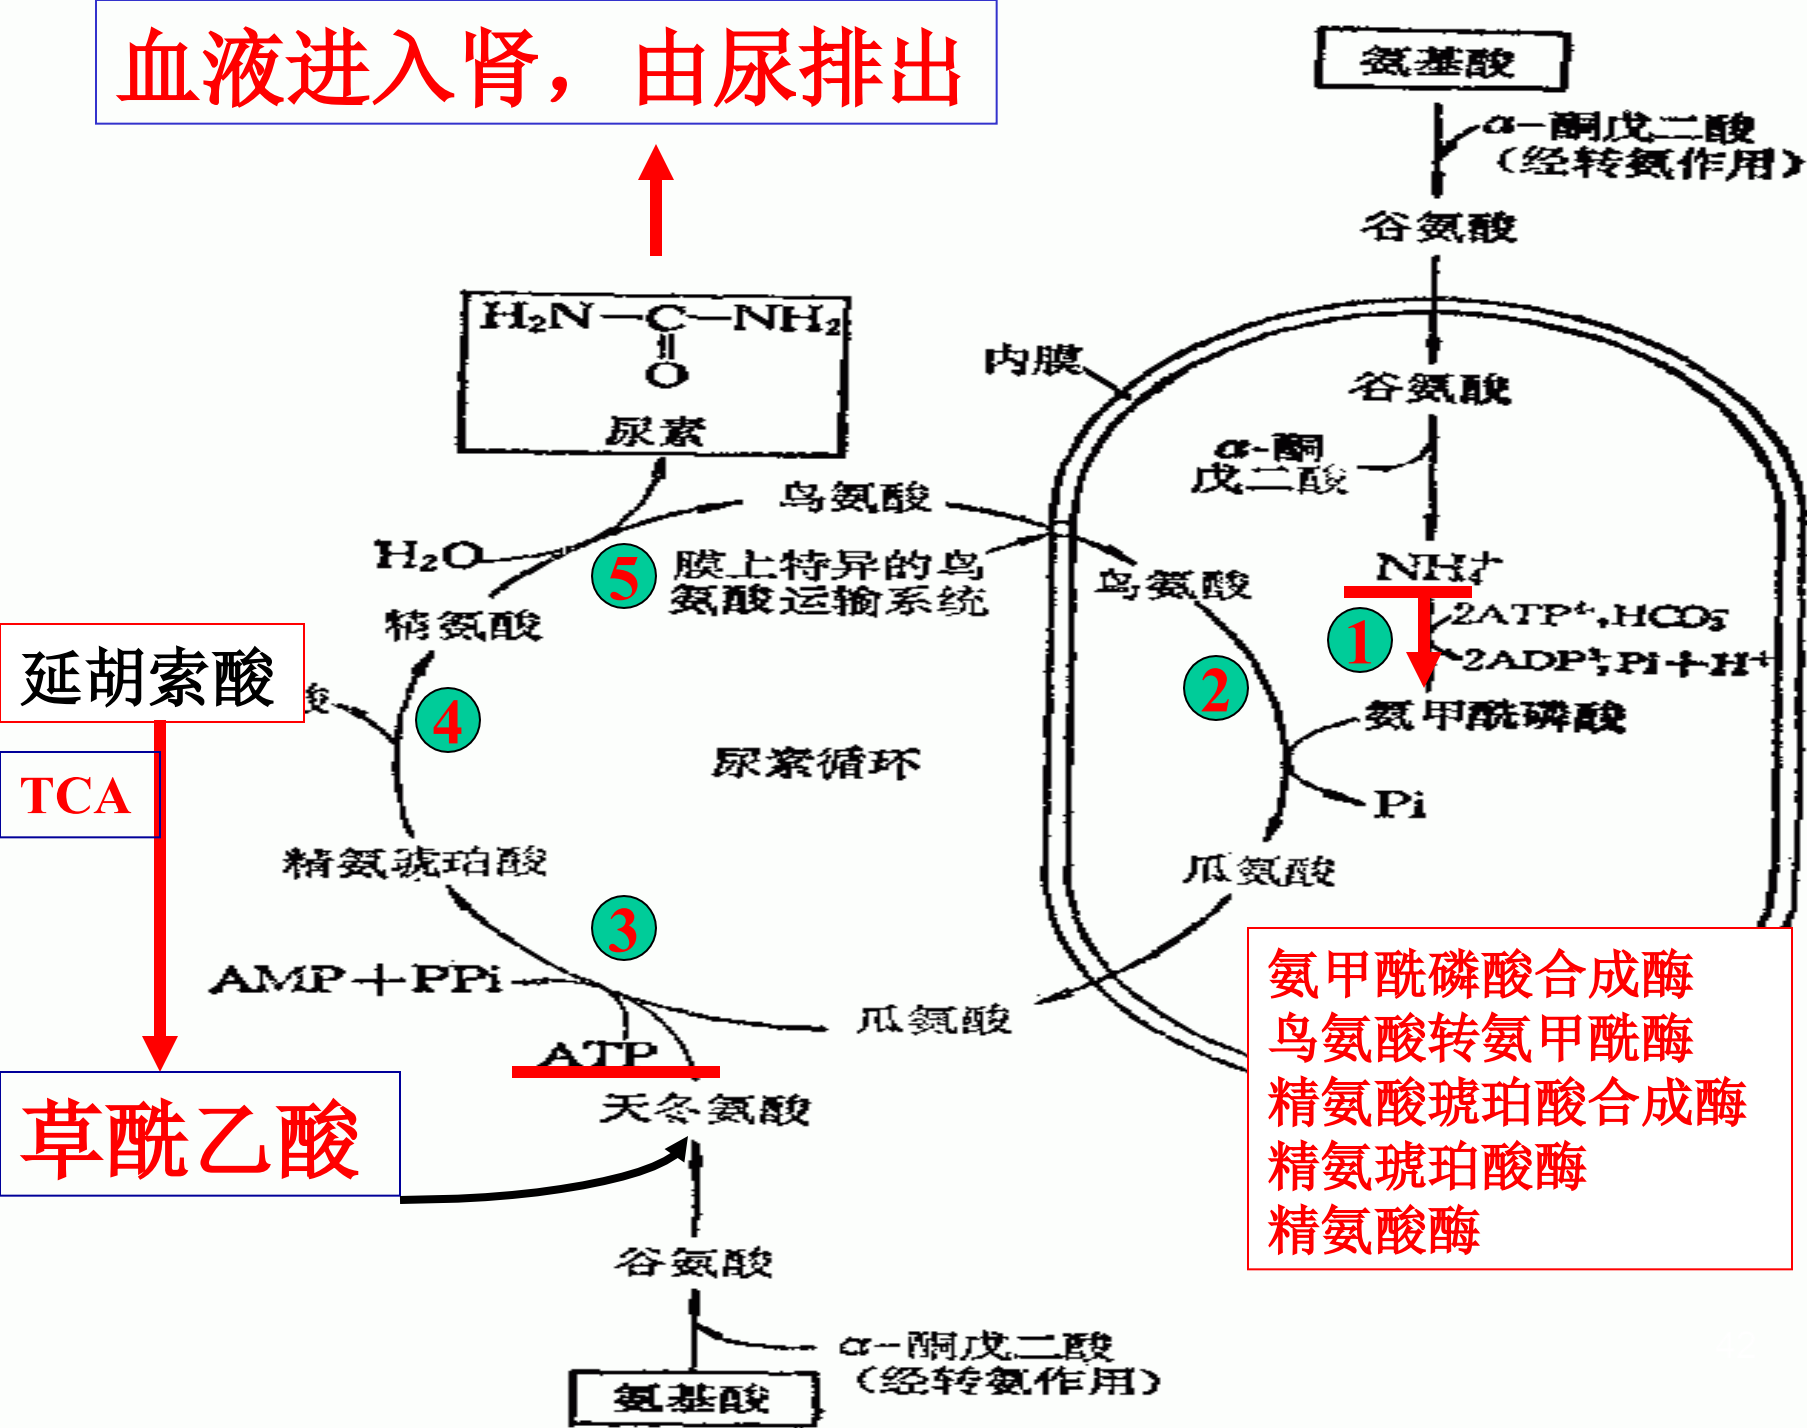 血液进入肾，由尿排出
氨基酸
α-酮戊二酸
（经转氨作用）
谷氨酸
H₂N—C—NH₂
O
尿素
内膜
谷氨酸
α-酮
戊二酸
鸟氨酸
H₂O
5
膜上特异的鸟
氨酸运输系统
鸟氨酸
NH₄⁺
1
2ATP⁴⁻,HCO₃⁻
2ADP³⁻,Pi+H⁺
精氨酸
延胡索酸
酸
4
2
氨甲酰磷酸
尿素循环
TCA
Pi
精氨琥珀酸
瓜氨酸
3
AMP+PPi
瓜氨酸
ATP
天冬氨酸
草酰乙酸
氨甲酰磷酸合成酶
鸟氨酸转氨甲酰酶
精氨酸琥珀酸合成酶
精氨琥珀酸酶
精氨酸酶
谷氨酸
α-酮戊二酸
（经转氨作用）
氨基酸